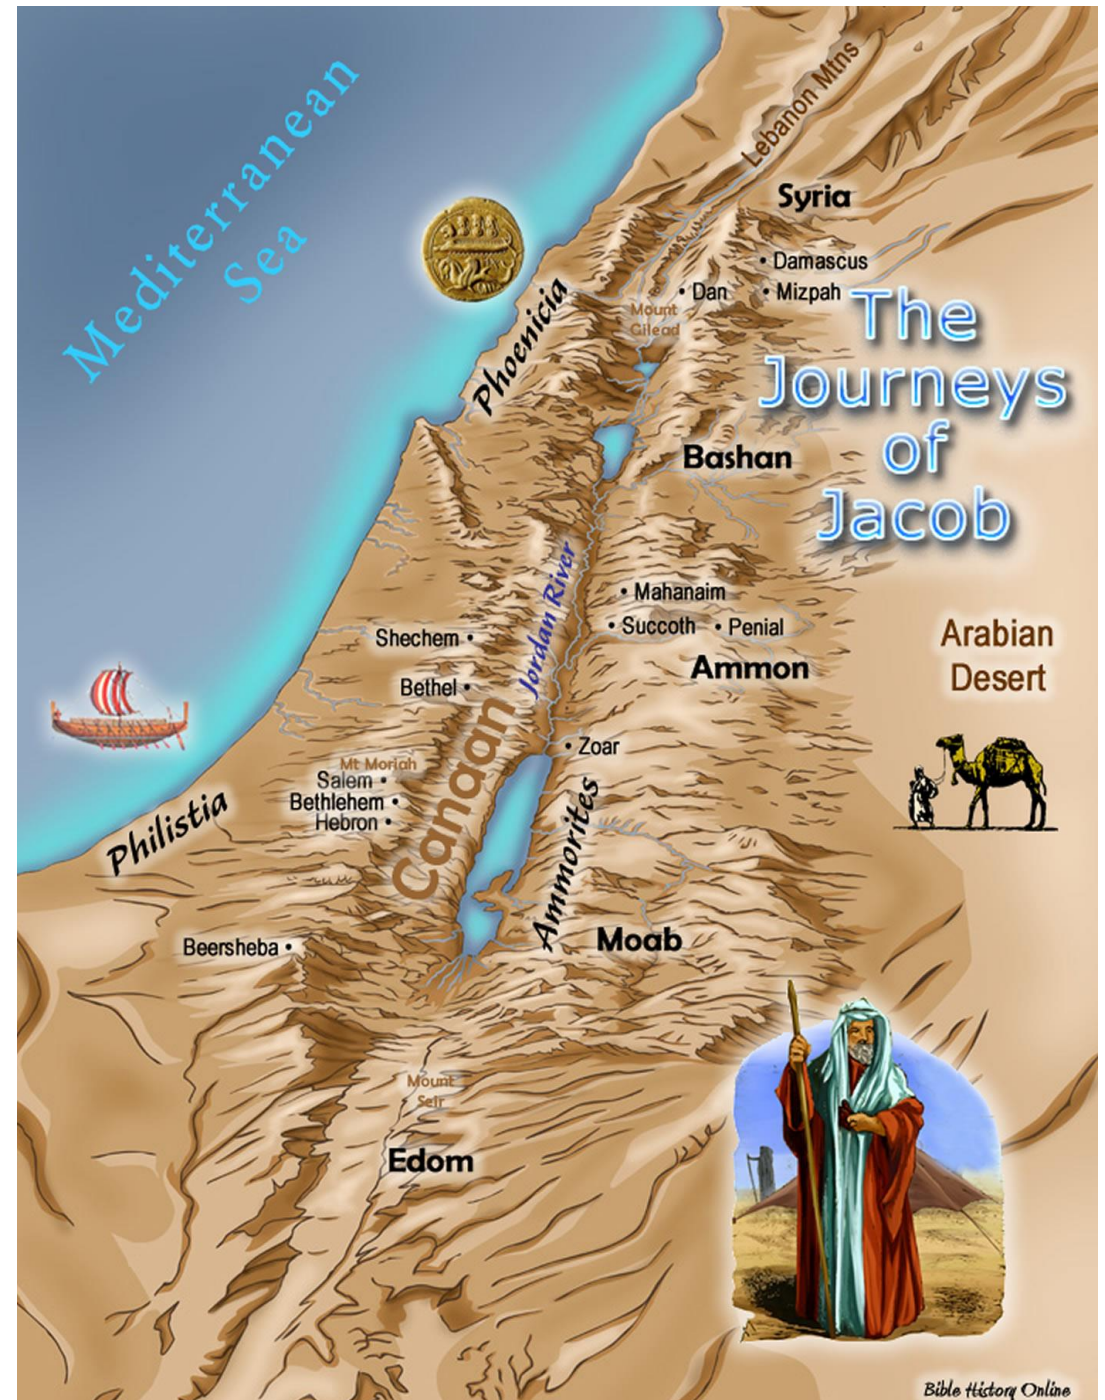 Mediterranean
Sea
Lebanon Mtns
Syria
Damascus
Dan
Mizpah
Mount
Gilead
Phoenicia
The
Journeys
of
Jacob
Bashan
Jordan River
Mahanaim
Succoth
Penial
Shechem
Ammon
Arabian
Desert
Bethel
Canaan
Zoar
Mt Moriah
Salem
Bethlehem
Hebron
Philistia
Ammorites
Beersheba
Moab
Mount
Seir
Edom
Bible History Online